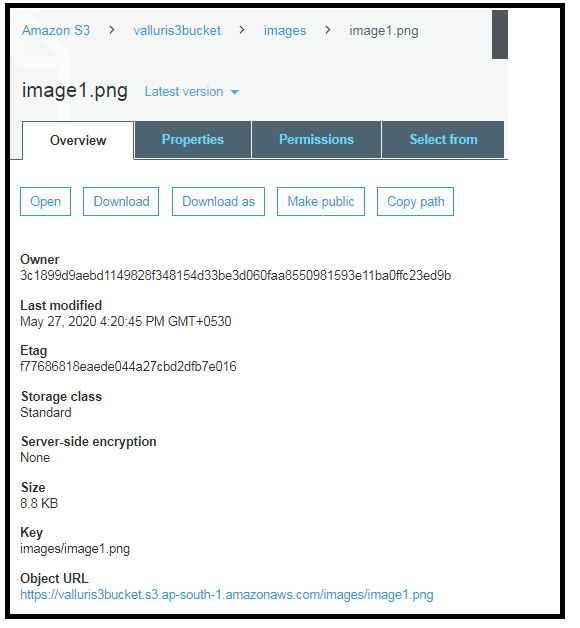 Amazon S3 > valluris3bucket > images > image1.png
image1.png Latest version
Overview Properties Permissions Select from
Open Download Download as Make public Copy path
Owner
3c1899d9aebd1149828f348154d33be3d060faa8550981593e11ba0ffc23ed9b
Last modified
May 27, 2020 4:20:45 PM GMT+0530
Etag
f77686818eaede044a27cbd2dfb7e016
Storage class
Standard
Server-side encryption
None
Size
8.8 KB
Key
images/image1.png
Object URL
https://valluris3bucket.s3.ap-south-1.amazonaws.com/images/image1.png